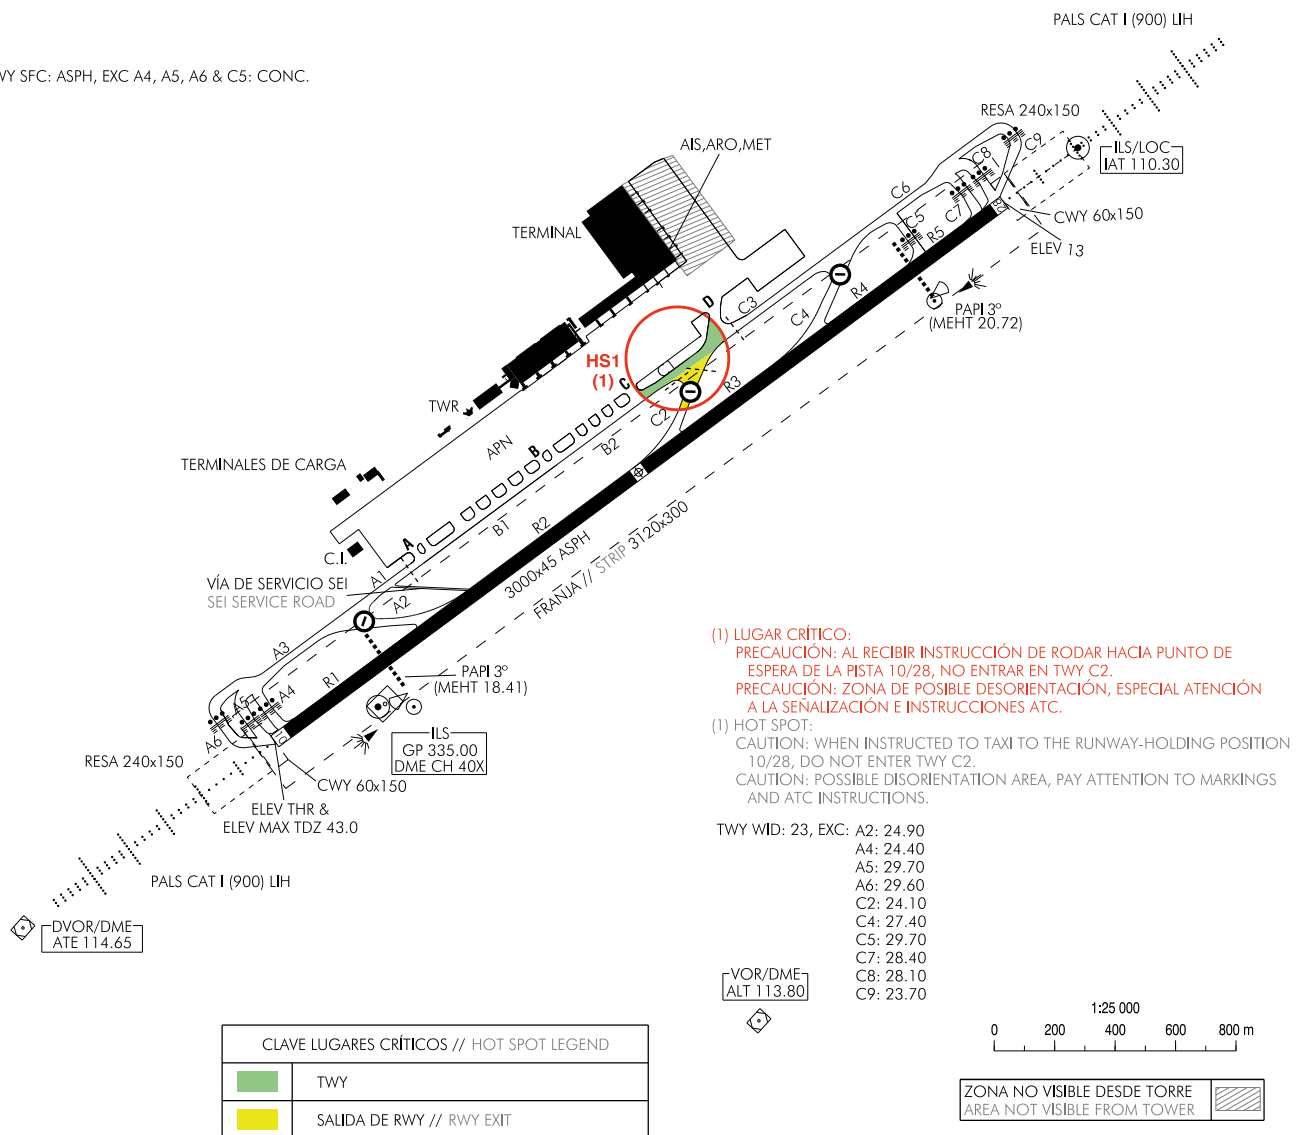 PALS CAT I (900) LIH
WY SFC: ASPH, EXC A4, A5, A6 & C5: CONC.
RESA 240x150
AIS,ARO,MET
C9
C8
ILS/LOC
IAT 110.30
C6
C7
CWY 60x150
TERMINAL
C5
R5
ELEV 13
28
D
C3
R4
PAPI 3º
(MEHT 20.72)
C4
HS1
(1)
C1
C
R3
C2
TWR
APN
B
B2
TERMINALES DE CARGA
B1
R2
3000x45 ASPH
FRANJA // STRIP 3120x300
A
C.I.
A1
VÍA DE SERVICIO SEI
SEI SERVICE ROAD
A2
A3
PAPI 3º
(MEHT 18.41)
R1
A4
A5
A6
10
ILS
GP 335.00
DME CH 40X
RESA 240x150
CWY 60x150
ELEV THR &
ELEV MAX TDZ 43.0
PALS CAT I (900) LIH
DVOR/DME
ATE 114.65
(1) LUGAR CRÍTICO:
PRECAUCIÓN: AL RECIBIR INSTRUCCIÓN DE RODAR HACIA PUNTO DE
ESPERA DE LA PISTA 10/28, NO ENTRAR EN TWY C2.
PRECAUCIÓN: ZONA DE POSIBLE DESORIENTACIÓN, ESPECIAL ATENCIÓN
A LA SEÑALIZACIÓN E INSTRUCCIONES ATC.
(1) HOT SPOT:
CAUTION: WHEN INSTRUCTED TO TAXI TO THE RUNWAY-HOLDING POSITION
10/28, DO NOT ENTER TWY C2.
CAUTION: POSSIBLE DISORIENTATION AREA, PAY ATTENTION TO MARKINGS
AND ATC INSTRUCTIONS.
TWY WID: 23, EXC: A2: 24.90
A4: 24.40
A5: 29.70
A6: 29.60
C2: 24.10
C4: 27.40
C5: 29.70
C7: 28.40
C8: 28.10
C9: 23.70
VOR/DME
ALT 113.80
1:25 000
0 200 400 600 800 m
CLAVE LUGARES CRÍTICOS // HOT SPOT LEGEND
TWY
SALIDA DE RWY // RWY EXIT
ZONA NO VISIBLE DESDE TORRE
AREA NOT VISIBLE FROM TOWER